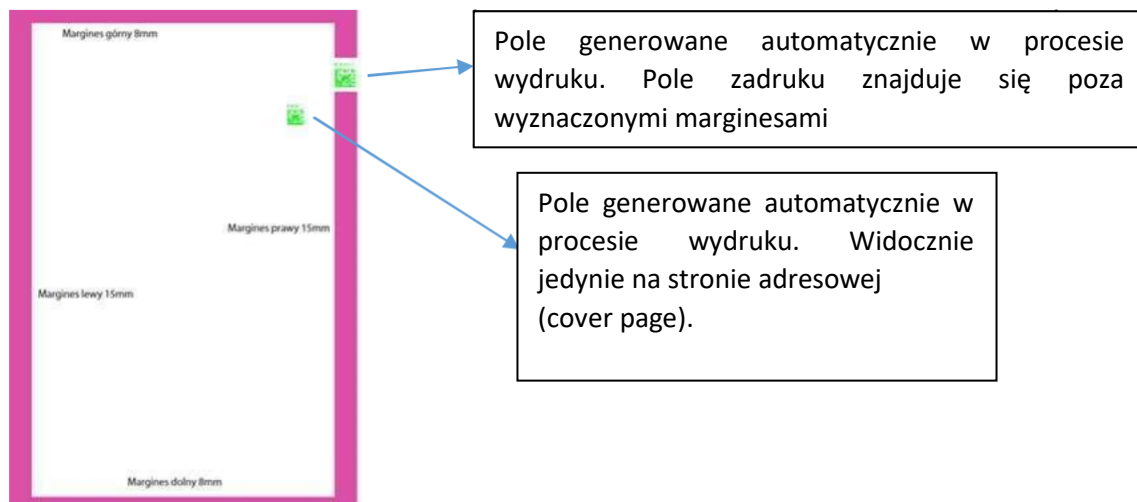 Margines górny 8mm
Pole generowane automatycznie w procesie
wydruku. Pole zadruku znajduje się poza
wyznaczonymi marginesami
Pole generowane automatycznie w
procesie wydruku. Widocznie
jedynie na stronie adresowej
(cover page).
Margines prawy 15mm
Margines lewy 15mm
Margines dolny 8mm